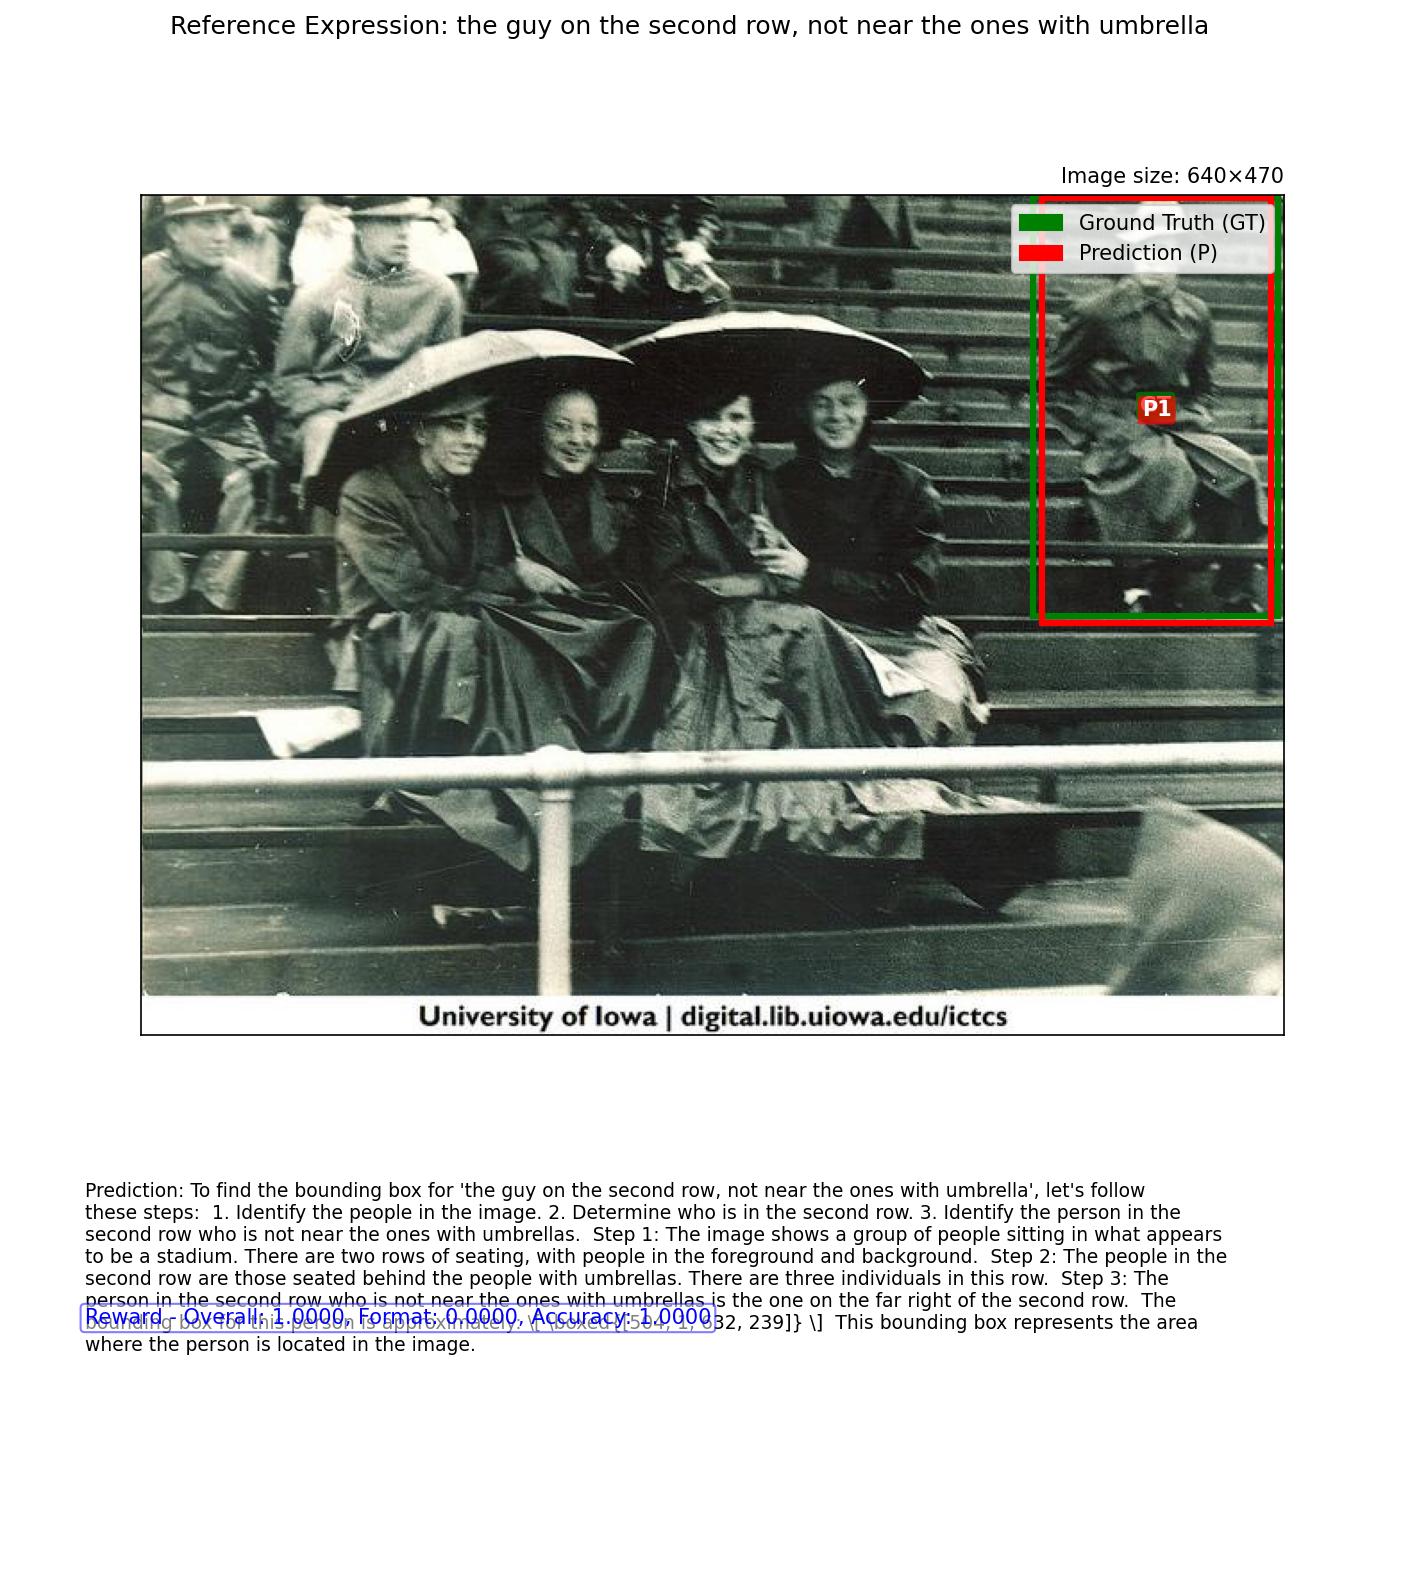 Reference Expression: the guy on the second row, not near the ones with umbrella
Image size: 640×470
Ground Truth (GT)
Prediction (P)
P1
University of Iowa | digital.lib.uiowa.edu/ictcs
Prediction: To find the bounding box for 'the guy on the second row, not near the ones with umbrella', let's follow
these steps:  1. Identify the people in the image. 2. Determine who is in the second row. 3. Identify the person in the
second row who is not near the ones with umbrellas.  Step 1: The image shows a group of people sitting in what appears
to be a stadium. There are two rows of seating, with people in the foreground and background.  Step 2: The people in the
second row are those seated behind the people with umbrellas. There are three individuals in this row.  Step 3: The
person in the second row who is not near the ones with umbrellas is the one on the far right of the second row.  The
Reward - Overall: 1.0000, Format: 0.0000, Accuracy: 1.0000
bounding box for this person is approximately: \[ \boxed{[504, 1, 632, 239]} \]  This bounding box represents the area
where the person is located in the image.